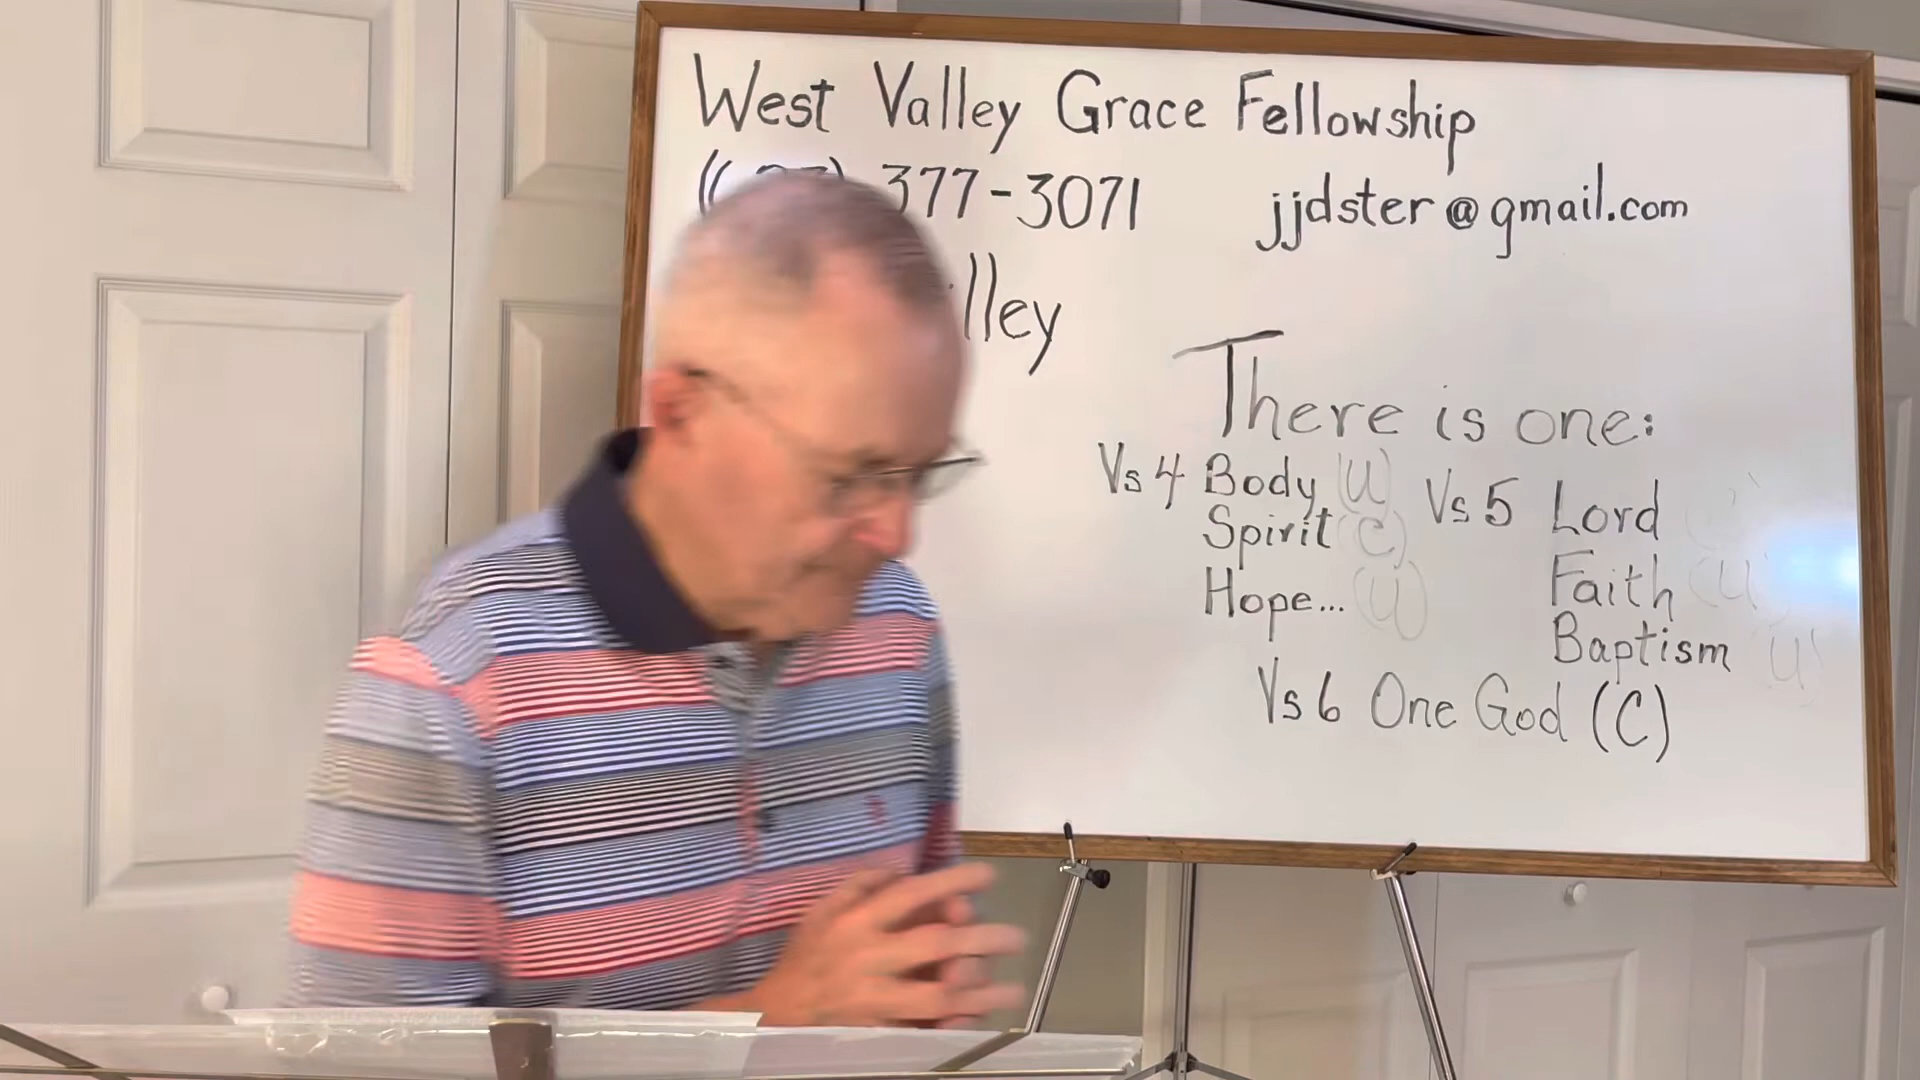 West Valley Grace Fellowship
377-3071 jjdster@gmail.com
There is one:
Vs 4 Body (U) Vs 5 Lord
Spirit (C)
Hope... (U) Faith (U)
Baptism (U)
Vs 6 One God (C)